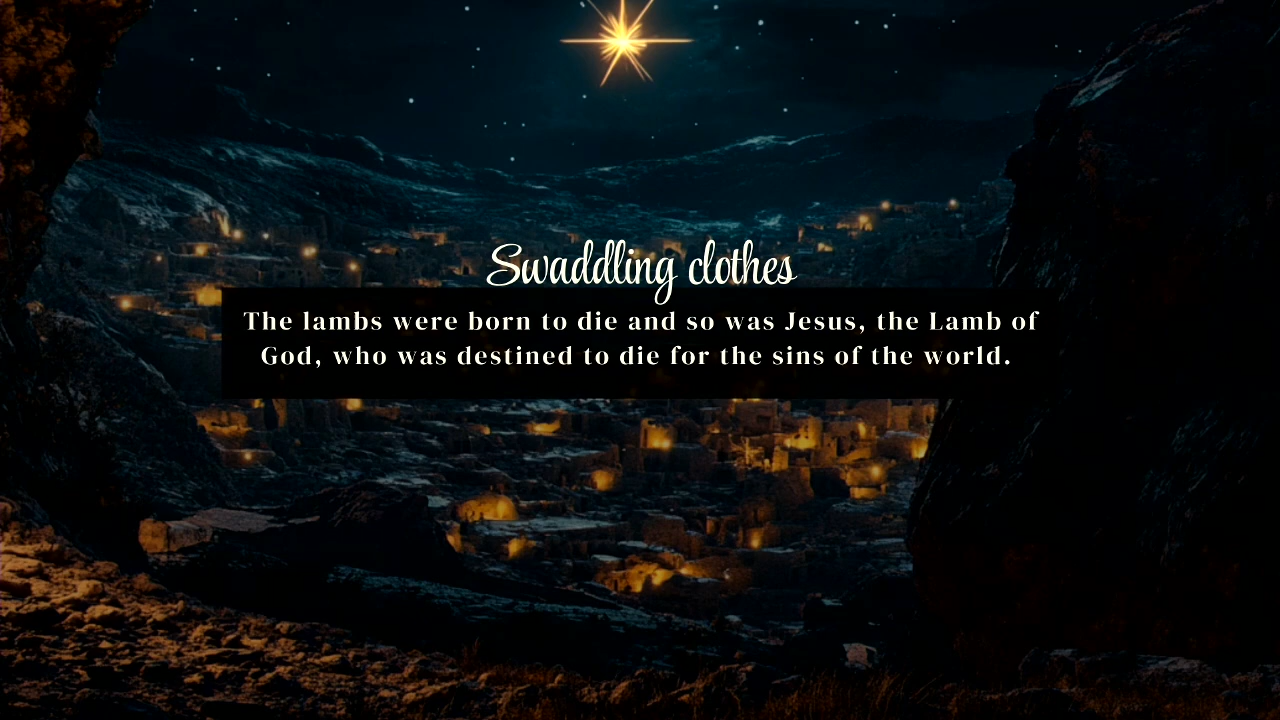 Swaddling clothes
The lambs were born to die and so was Jesus, the Lamb of
God, who was destined to die for the sins of the world.